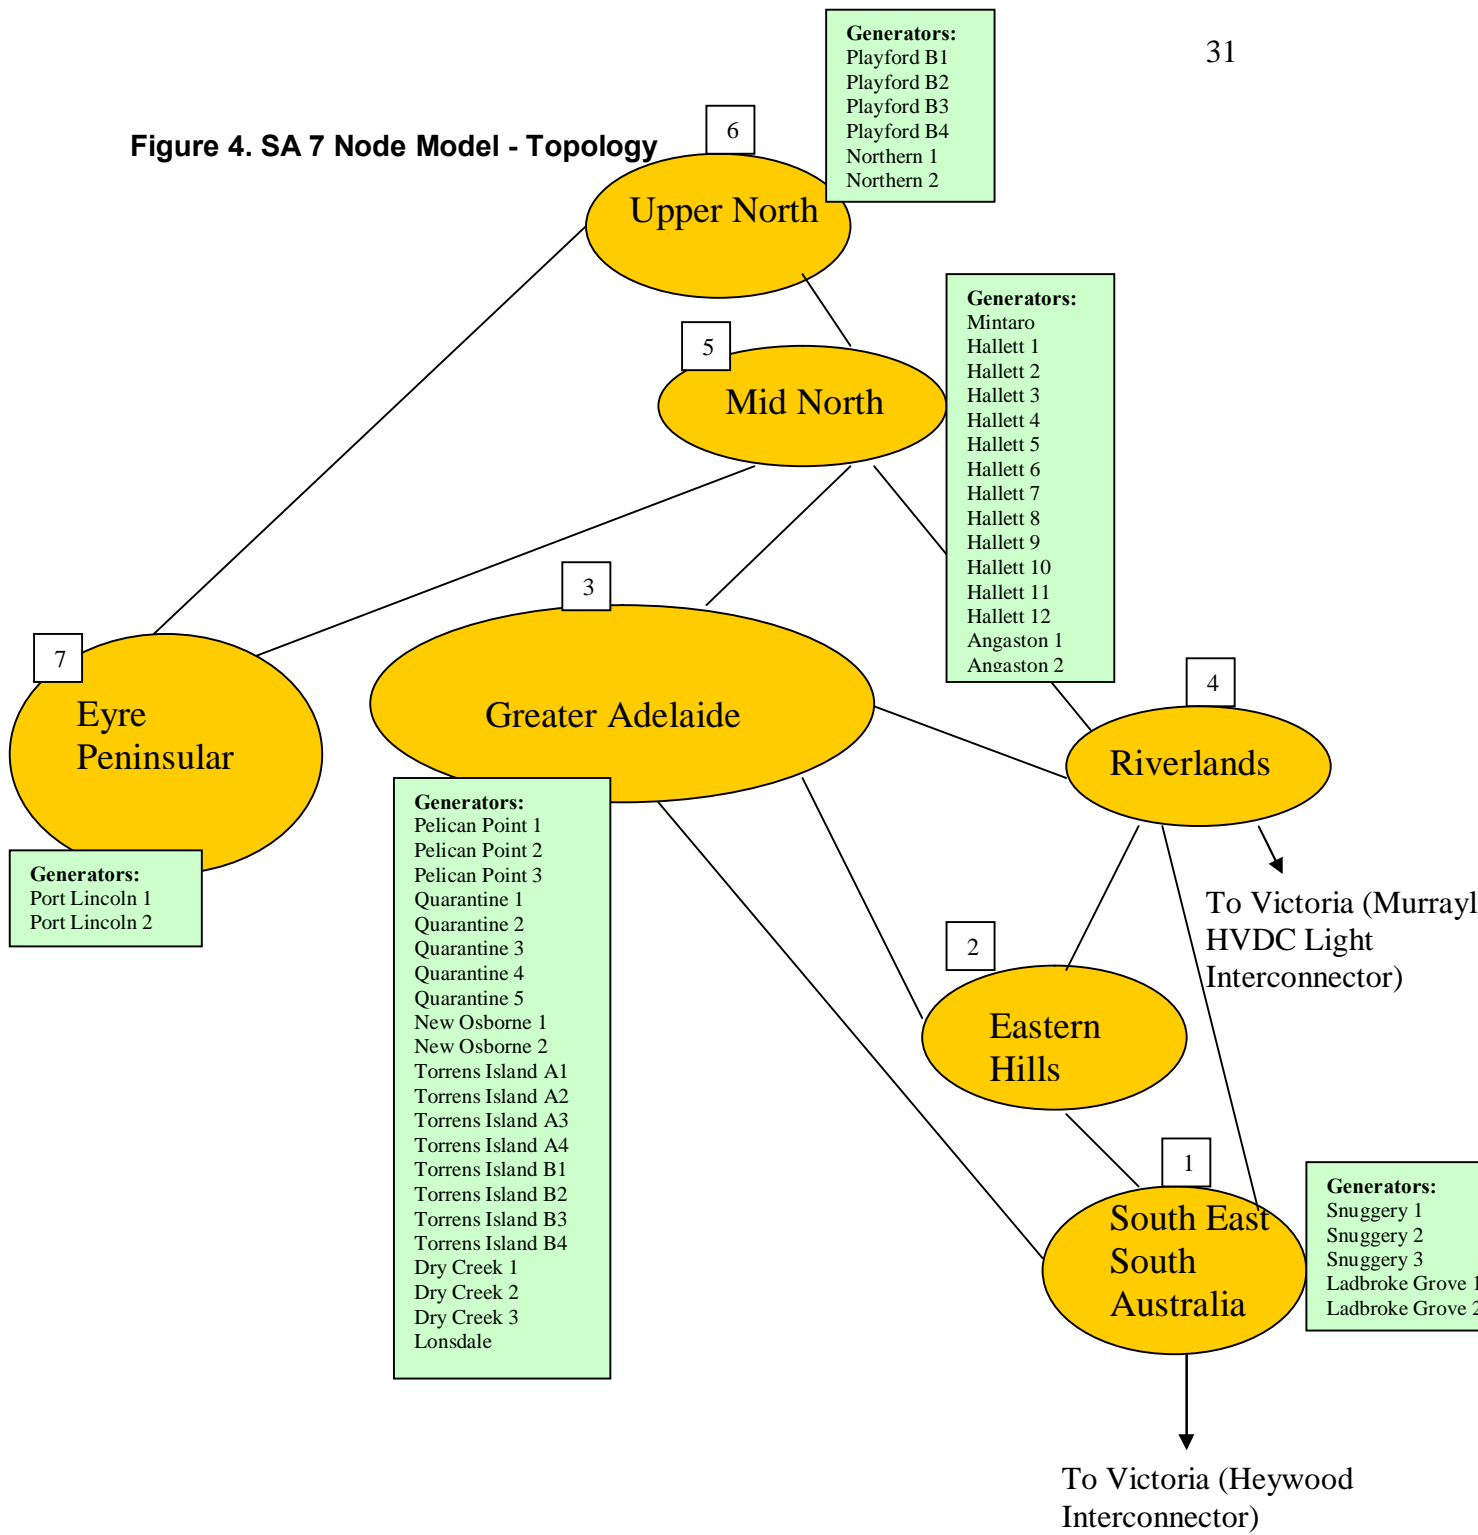 31
Figure 4. SA 7 Node Model - Topology
6
Upper North
Generators:
Playford B1
Playford B2
Playford B3
Playford B4
Northern 1
Northern 2
5
Mid North
Generators:
Mintaro
Hallett 1
Hallett 2
Hallett 3
Hallett 4
Hallett 5
Hallett 6
Hallett 7
Hallett 8
Hallett 9
Hallett 10
Hallett 11
Hallett 12
Angaston 1
Angaston 2
7
Eyre
Peninsular
Generators:
Port Lincoln 1
Port Lincoln 2
3
Greater Adelaide
Generators:
Pelican Point 1
Pelican Point 2
Pelican Point 3
Quarantine 1
Quarantine 2
Quarantine 3
Quarantine 4
Quarantine 5
New Osborne 1
New Osborne 2
Torrens Island A1
Torrens Island A2
Torrens Island A3
Torrens Island A4
Torrens Island B1
Torrens Island B2
Torrens Island B3
Torrens Island B4
Dry Creek 1
Dry Creek 2
Dry Creek 3
Lonsdale
4
Riverlands
To Victoria (Murrayl
HVDC Light
Interconnector)
2
Eastern
Hills
1
South East
South
Australia
Generators:
Snuggery 1
Snuggery 2
Snuggery 3
Ladbroke Grove 1
Ladbroke Grove 2
To Victoria (Heywood
Interconnector)